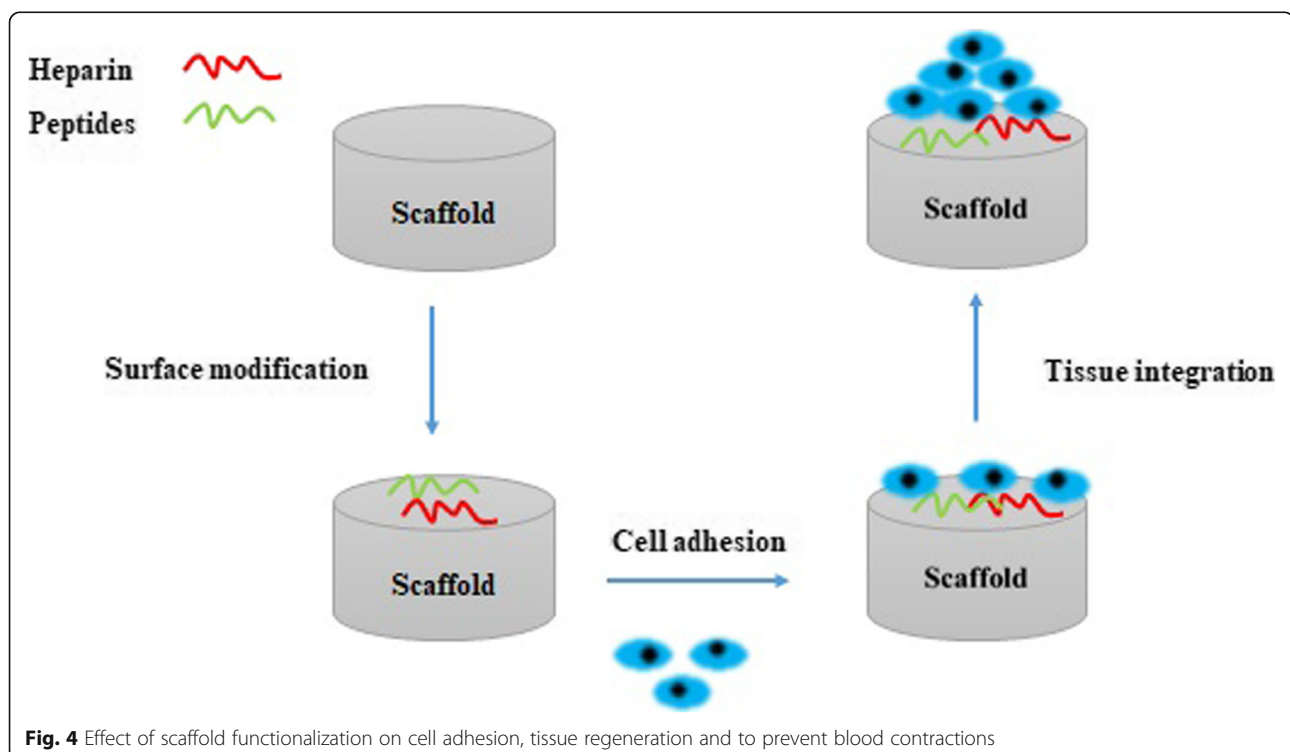 Heparin
Peptides
Scaffold
Scaffold
Surface modification
Tissue integration
Cell adhesion
Scaffold
Scaffold
Fig. 4 Effect of scaffold functionalization on cell adhesion, tissue regeneration and to prevent blood contractions